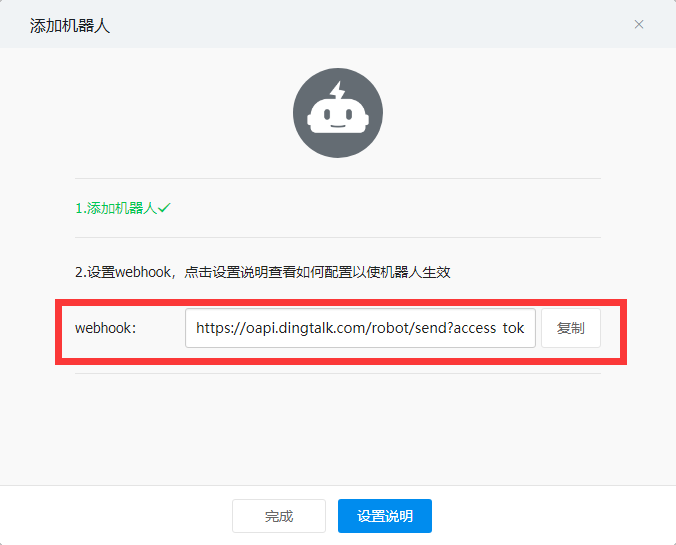 添加机器人
1.添加机器人
2.设置webhook，点击设置说明查看如何配置以使机器人生效
webhook: https://oapi.dingtalk.com/robot/send?access_tok 复制
完成 设置说明